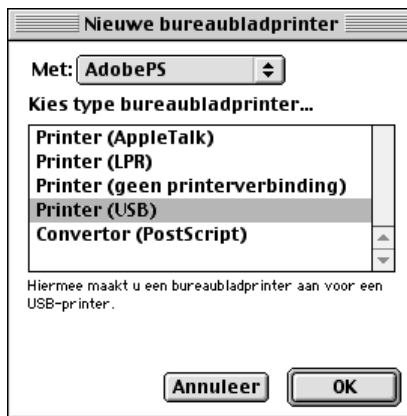 Nieuwe bureaubladprinter
Met: AdobePS
Kies type bureaubladprinter...
Printer (AppleTalk)
Printer (LPR)
Printer (geen printerverbinding)
Printer (USB)
Convertor (PostScript)
Hiermee maakt u een bureaubladprinter aan voor een
USB-printer.
Annuleer OK